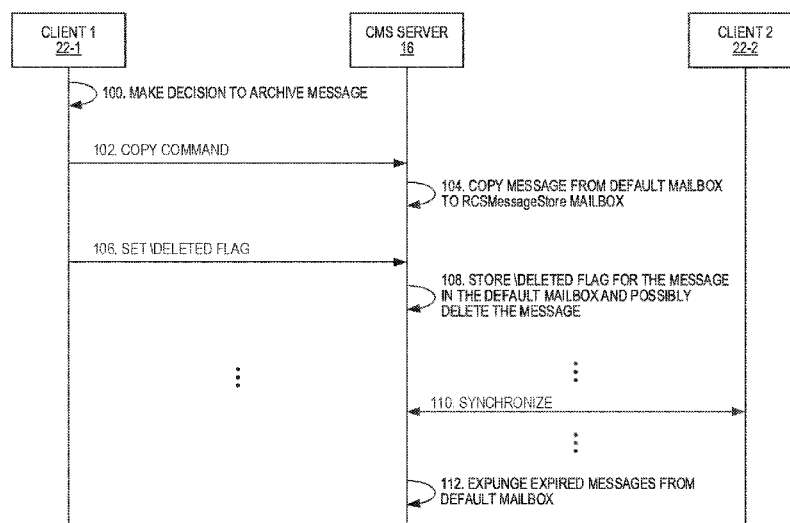 CLIENT 1
22-1
CMS SERVER
16
CLIENT 2
22-2
100. MAKE DECISION TO ARCHIVE MESSAGE
102. COPY COMMAND
104. COPY MESSAGE FROM DEFAULT MAILBOX
TO RCSMessageStore MAILBOX
106. SET \DELETED FLAG
108. STORE \DELETED FLAG FOR THE MESSAGE
IN THE DEFAULT MAILBOX AND POSSIBLY
DELETE THE MESSAGE
110. SYNCHRONIZE
112. EXPUNGE EXPIRED MESSAGES FROM
DEFAULT MAILBOX